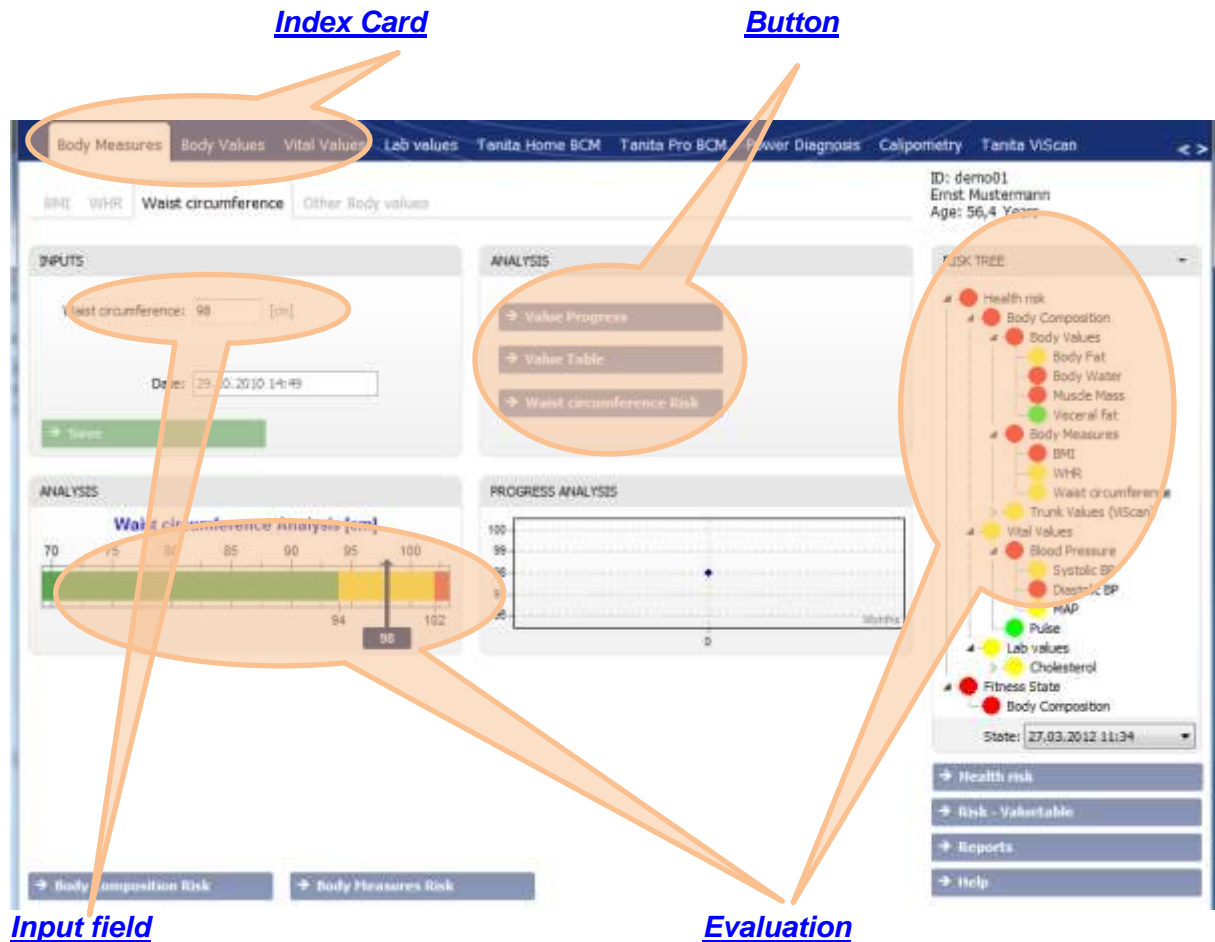 Index Card
Button
Body Measures Body Values Vital Values Lab values Tanita Home BCM Tanita Pro BCM Power Diagnosis Calipometry Tanita ViScan < >
ID: demo01
Ernst Mustermann
Age: 56,4 Years
BMI WHR Waist circumference Other Body values
INPUTS
Waist circumference: 98 [cm]
Date: 29.10.2010 14:49
→ Save
ANALYSIS
→ Value Progress
→ Value Table
→ Waist circumference Risk
RISK TREE
Health risk
Body Composition
Body Values
Body Fat
Body Water
Muscle Mass
Visceral fat
Body Measures
BMI
WHR
Waist circumference
Trunk Values (ViScan)
Vital Values
Blood Pressure
Systolic BP
Diastolic BP
MAP
Pulse
Lab values
Cholesterol
Fitness State
Body Composition
State: 27.03.2012 11:34
ANALYSIS
Waist circumference Analysis [cm]
70 75 80 85 90 95 100
94 102
98
PROGRESS ANALYSIS
100
99
98
97
96
Months
0
→ Health risk
→ Risk - Valuetable
→ Reports
→ Help
→ Body Composition Risk → Body Measures Risk
Input field
Evaluation